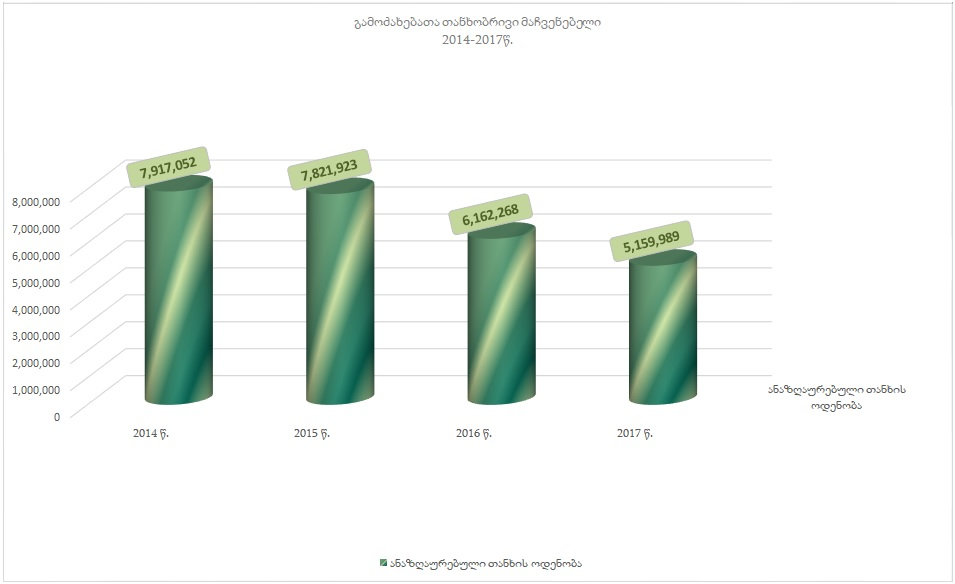 გამოძახებათა თანხობრივი მაჩვენებელი
2014-2017წ.
7,917,052
7,821,923
6,162,268
5,159,989
8,000,000
7,000,000
6,000,000
5,000,000
4,000,000
3,000,000
2,000,000
1,000,000
0
ანაზღაურებული თანხის
ოდენობა
2014 წ.
2015 წ.
2016 წ.
2017 წ.
ანაზღაურებული თანხის ოდენობა